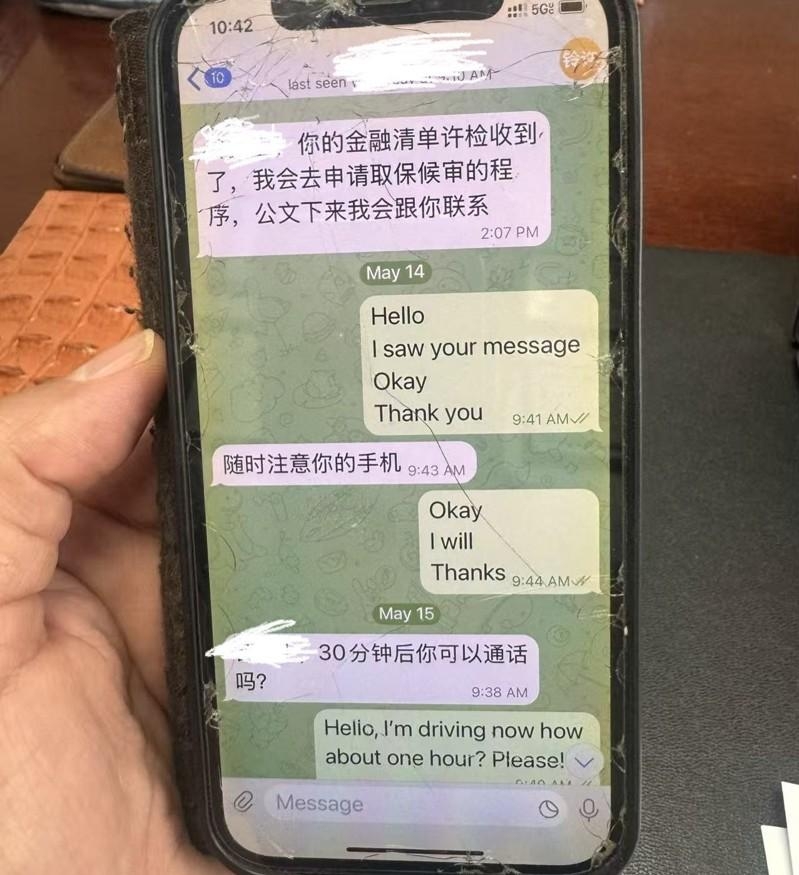 10:42
5G
10
last seen
AM
你的金融清单许检收到
了，我会去申请取保候审的程
序，公文下来我会跟你联系
2:07 PM
May 14
Hello
I saw your message
Okay
Thank you 9:41 AM
随时注意你的手机 9:43 AM
Okay
I will
Thanks 9:44 AM
May 15
30分钟后你可以通话
吗?
9:38 AM
Hello, I'm driving now how
about one hour? Please!
Message